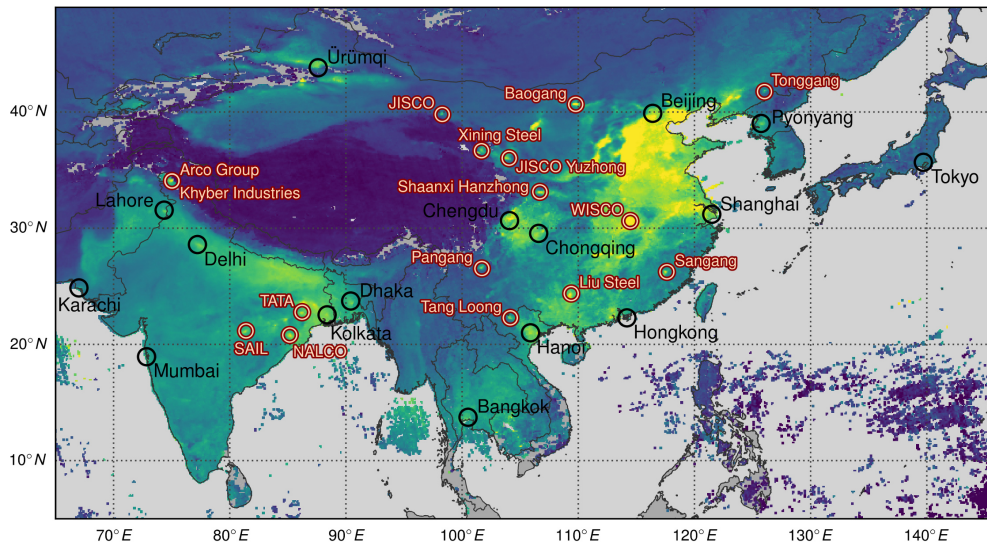 Ürümqi
Tonggang
40° N
JISCO
Baogang
Beijing
Pyonyang
Xining Steel
Arco Group
JISCO Yuzhong
Tokyo
Khyber Industries
Shaanxi Hanzhong
Lahore
Chengdu
WISCO
Shanghai
30° N
Chongqing
Delhi
Pangang
Sangang
Karachi
Dhaka
Liu Steel
TATA
Tang Loong
Kolkata
Hongkong
SAIL
NALCO
Hanoi
20° N
Mumbai
Bangkok
10° N
70° E 80° E 90° E 100° E 110° E 120° E 130° E 140° E